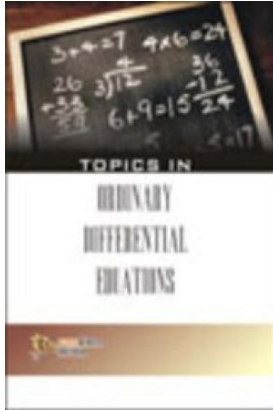 3+4=7 4×6=24
4
26 3)12 36
-12
6+9=15 24
TOPICS IN
ORDINARY
DIFFERENTIAL
EQUATIONS